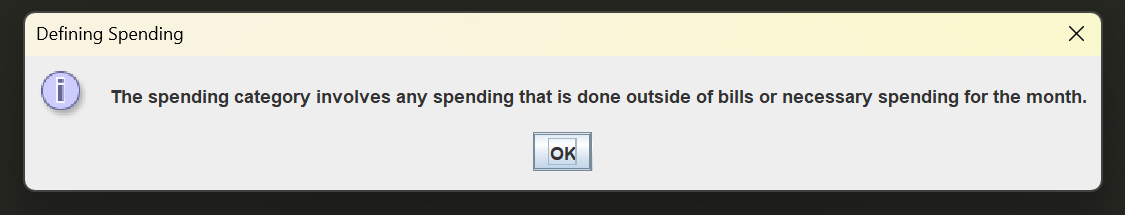 Defining Spending
i
The spending category involves any spending that is done outside of bills or necessary spending for the month.
OK